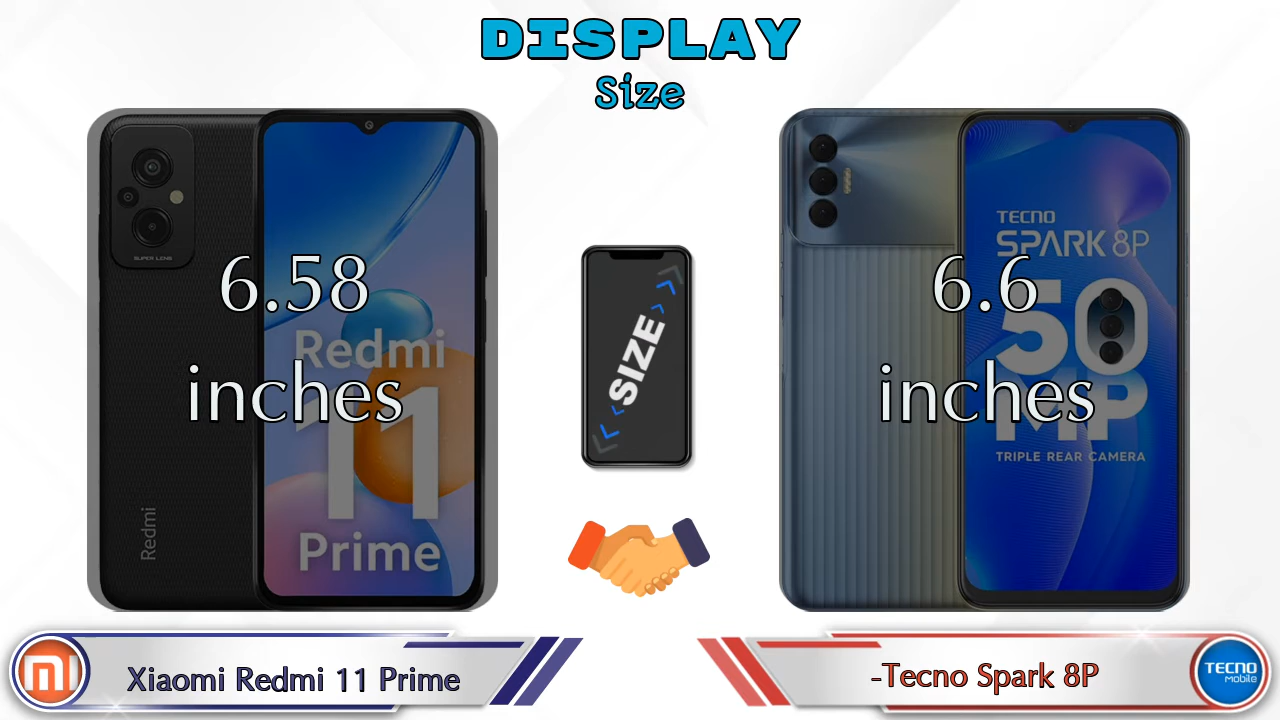 DISPLAY
Size
SUPER LENS
Redmi
Redmi
11
Prime
6.58
inches
SIZE
TECNO
SPARK 8P
50
MP
TRIPLE REAR CAMERA
6.6
inches
Xiaomi Redmi 11 Prime
-Tecno Spark 8P
TECNO
Mobile